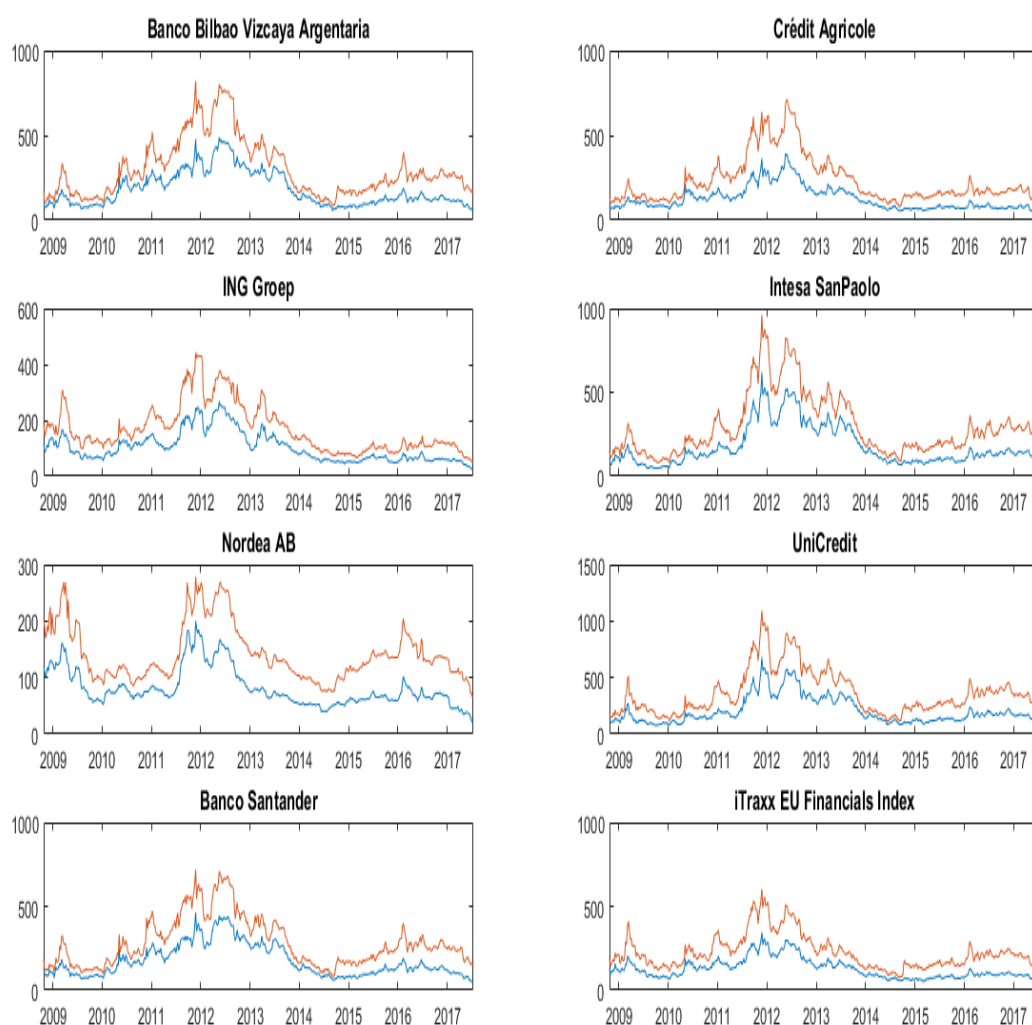 Banco Bilbao Vizcaya Argentaria
1000
500
0
2009 2010 2011 2012 2013 2014 2015 2016 2017
Crédit Agricole
1000
500
0
2009 2010 2011 2012 2013 2014 2015 2016 2017
ING Groep
600
400
200
0
2009 2010 2011 2012 2013 2014 2015 2016 2017
Intesa SanPaolo
1000
500
0
2009 2010 2011 2012 2013 2014 2015 2016 2017
Nordea AB
300
200
100
0
2009 2010 2011 2012 2013 2014 2015 2016 2017
UniCredit
1500
1000
500
0
2009 2010 2011 2012 2013 2014 2015 2016 2017
Banco Santander
1000
500
0
2009 2010 2011 2012 2013 2014 2015 2016 2017
iTraxx EU Financials Index
1000
500
0
2009 2010 2011 2012 2013 2014 2015 2016 2017